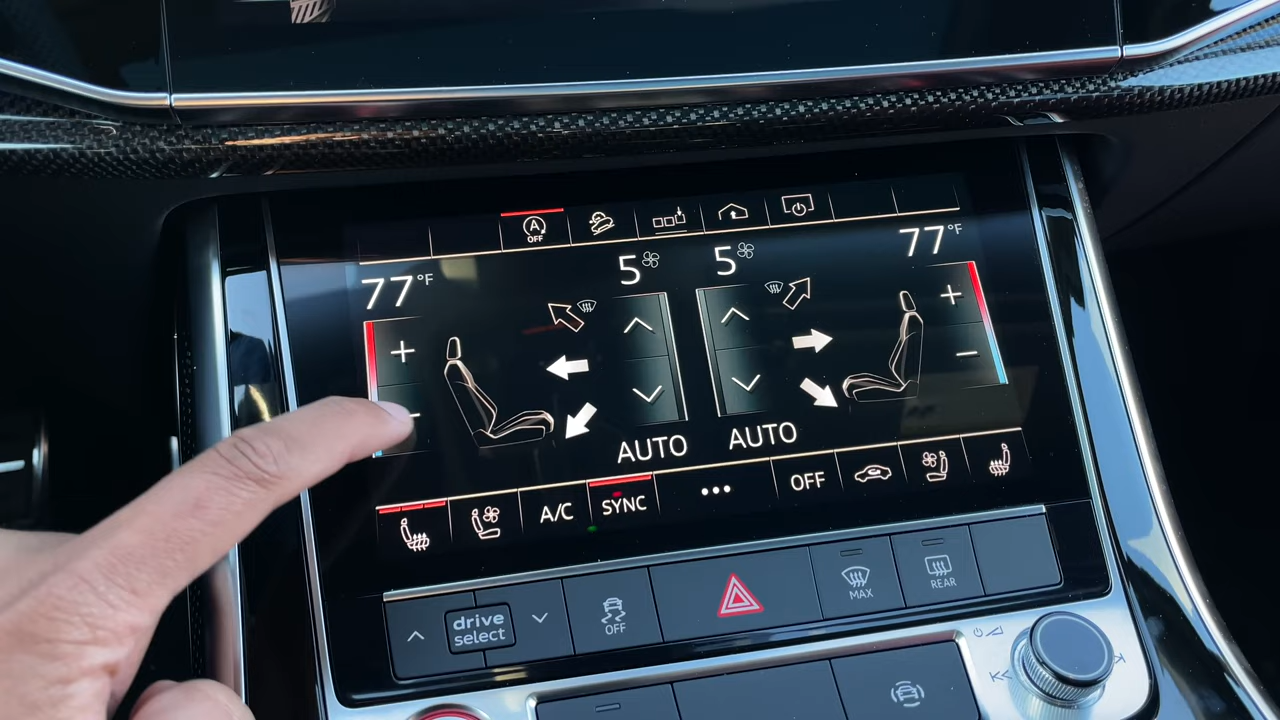 A
OFF
77°F
5
5
77°F
AUTO
AUTO
A/C
SYNC
OFF
drive
select
OFF
MAX
REAR